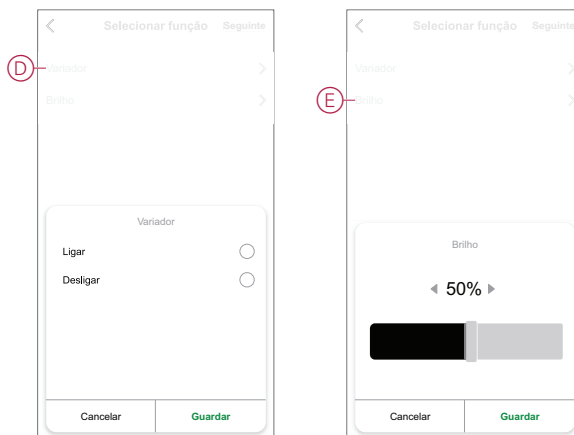 Selecionar função Seguinte
D
Variador
Brilho
Variador
Ligar
Desligar
Cancelar Guardar
Selecionar função Seguinte
Variador
E
Brilho
Brilho
50%
Cancelar Guardar